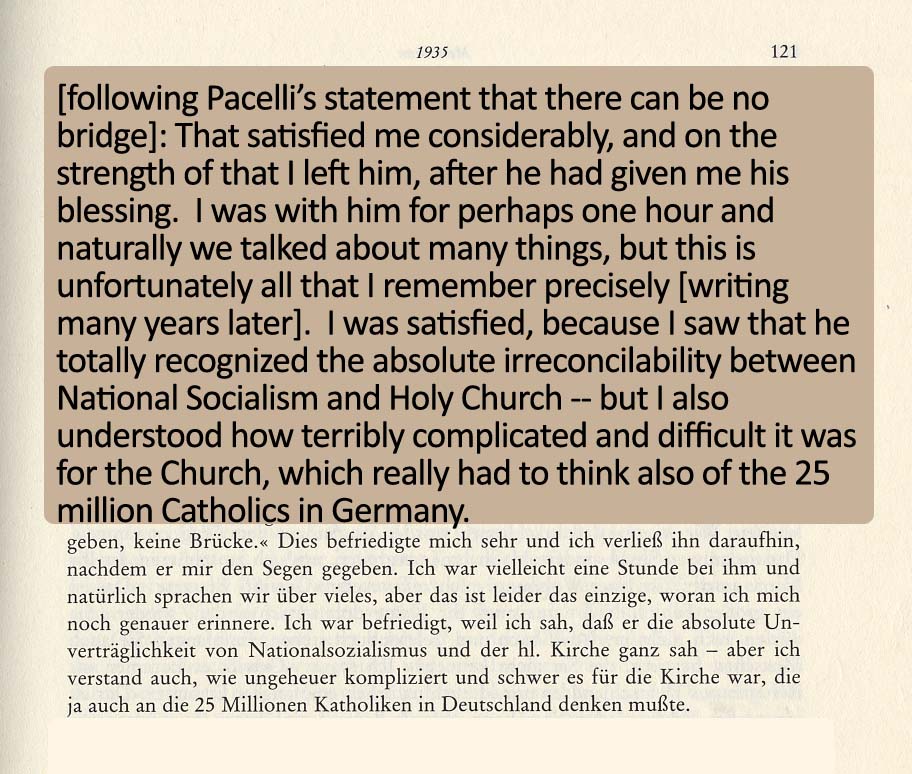 1935 121
[following Pacelli’s statement that there can be no
bridge]: That satisfied me considerably, and on the
strength of that I left him, after he had given me his
blessing.  I was with him for perhaps one hour and
naturally we talked about many things, but this is
unfortunately all that I remember precisely [writing
many years later].  I was satisfied, because I saw that he
totally recognized the absolute irreconcilability between
National Socialism and Holy Church -- but I also
understood how terribly complicated and difficult it was
for the Church, which really had to think also of the 25
million Catholics in Germany.
geben, keine Brücke.« Dies befriedigte mich sehr und ich verließ ihn daraufhin,
nachdem er mir den Segen gegeben. Ich war vielleicht eine Stunde bei ihm und
natürlich sprachen wir über vieles, aber das ist leider das einzige, woran ich mich
noch genauer erinnere. Ich war befriedigt, weil ich sah, daß er die absolute Un-
verträglichkeit von Nationalsozialismus und der hl. Kirche ganz sah – aber ich
verstand auch, wie ungeheuer kompliziert und schwer es für die Kirche war, die
ja auch an die 25 Millionen Katholiken in Deutschland denken mußte.